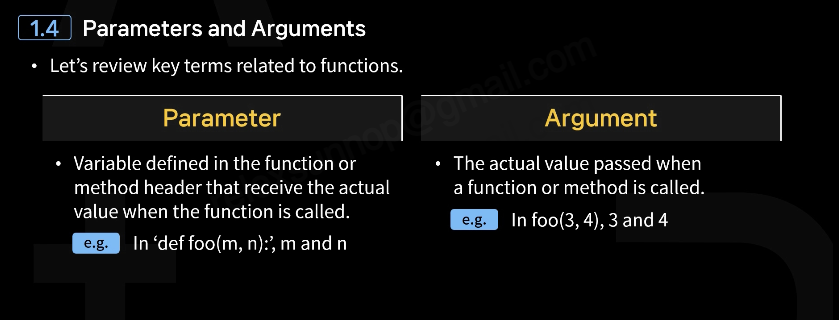 1.4 Parameters and Arguments
• Let's review key terms related to functions.
Parameter
• Variable defined in the function or
method header that receive the actual
value when the function is called.
e.g. In ‘def foo(m, n):’, m and n
Argument
• The actual value passed when
a function or method is called.
e.g. In foo(3, 4), 3 and 4
@gmail.com